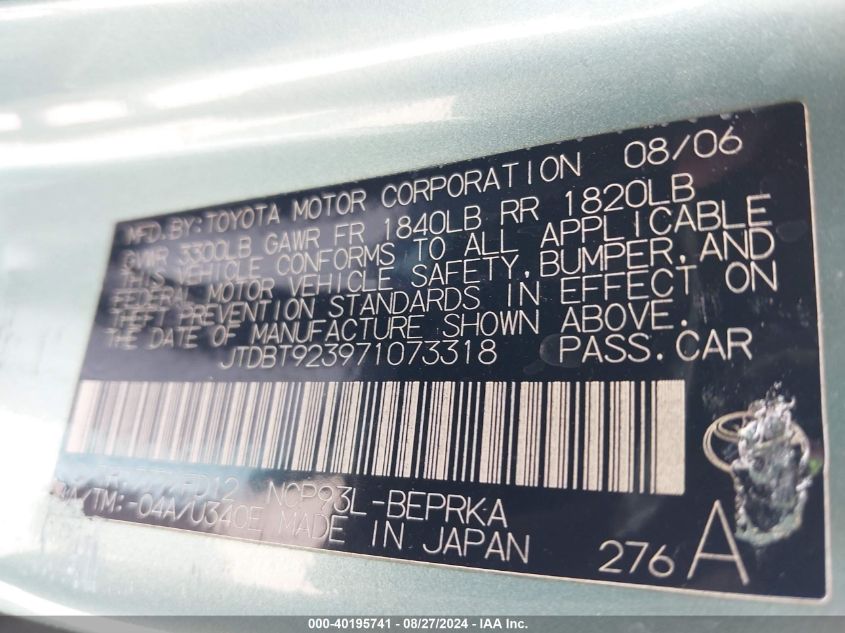 MFD.BY:TOYOTA MOTOR CORPORATION 08/06
GVWR 3300LB GAWR FR 1840LB RR 1820LB
THIS VEHICLE CONFORMS TO ALL APPLICABLE
FEDERAL MOTOR VEHICLE SAFETY,BUMPER,AND
THEFT PREVENTION STANDARDS IN EFFECT ON
THE DATE OF MANUFACTURE SHOWN ABOVE.
JTDBT923971073318 PASS.CAR
FD12 NCP93L-BEPRKA
A/TM:-04A/U340E MADE IN JAPAN
276 A
000-40195741 - 08/27/2024 - IAA Inc.